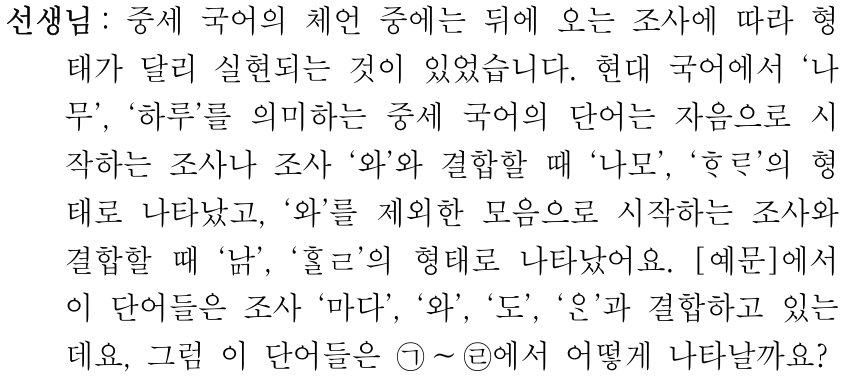 선생님 : 중세 국어의 체언 중에는 뒤에 오는 조사에 따라 형
태가 달리 실현되는 것이 있었습니다. 현대 국어에서 ‘나
무’, ‘하루’를 의미하는 중세 국어의 단어는 자음으로 시
작하는 조사나 조사 ‘와’와 결합할 때 ‘나모’, ‘ᄒᆞᄅᆞ’의 형
태로 나타났고, ‘와’를 제외한 모음으로 시작하는 조사와
결합할 때 ‘낢’, ‘ᄒᆞᆯㄹ’의 형태로 나타났어요. [예문]에서
이 단어들은 조사 ‘마다’, ‘와’, ‘도’, ‘ᄋᆞᆫ’과 결합하고 있는
데요, 그럼 이 단어들은 ㉠~㉣에서 어떻게 나타날까요?